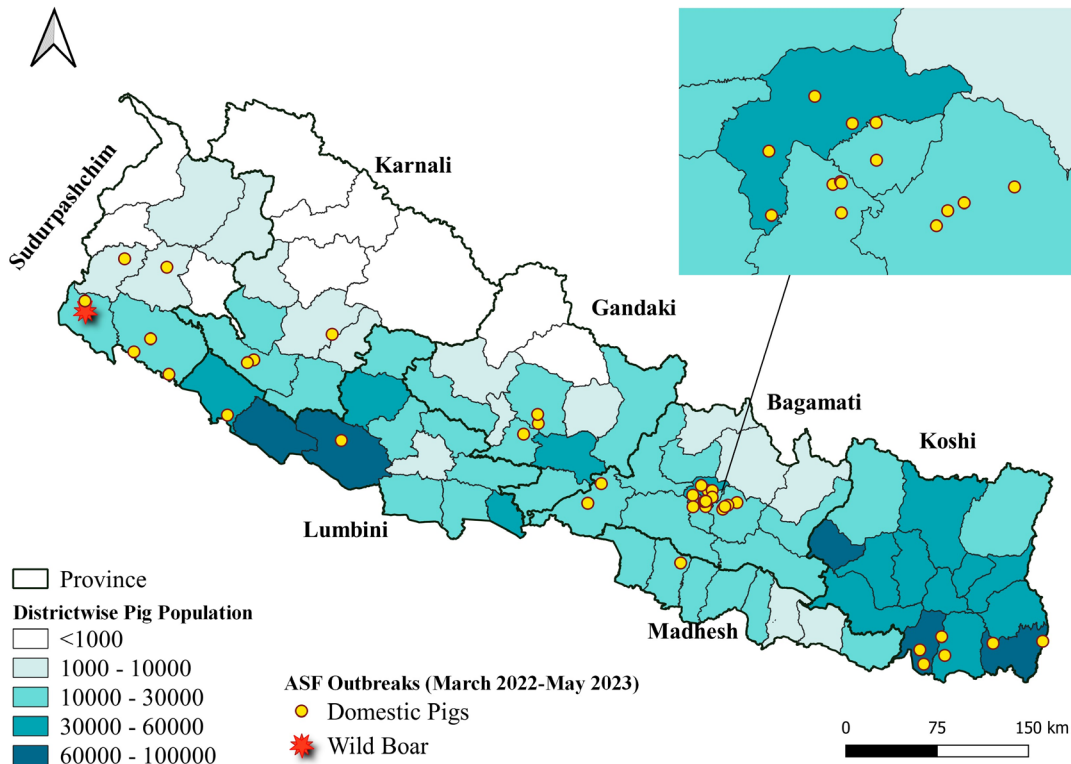 Karnali
Sudurpashchim
Gandaki
Bagamati
Koshi
Lumbini
Madhesh
Province
Districtwise Pig Population
<1000
1000 - 10000
10000 - 30000
30000 - 60000
60000 - 100000
ASF Outbreaks (March 2022-May 2023)
Domestic Pigs
Wild Boar
0 75 150 km